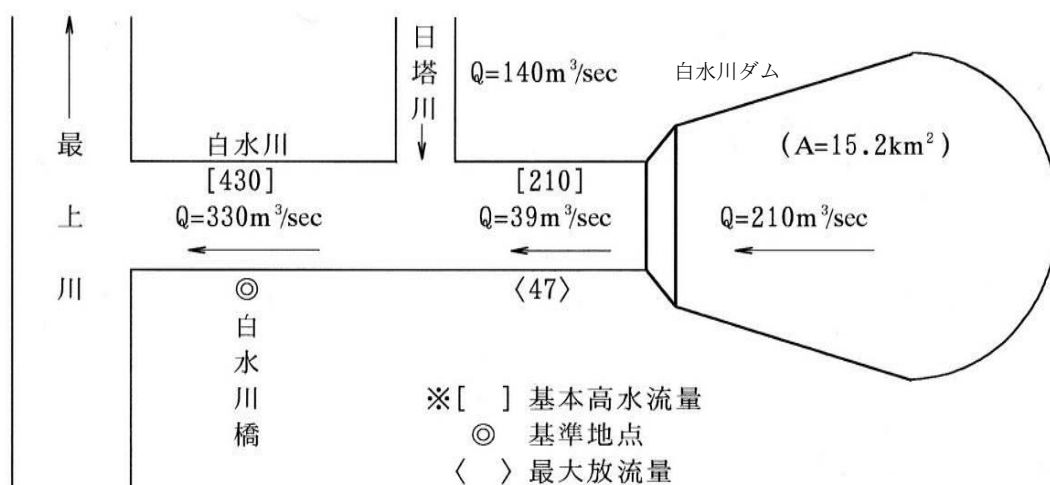 最上川
白水川
[430]
Q=330m³/sec
◎
白水川橋
日塔川
Q=140m³/sec
[210]
Q=39m³/sec
〈47〉
白水川ダム
(A=15.2km²)
Q=210m³/sec
※[ ] 基本高水流量
◎ 基準地点
〈 〉最大放流量